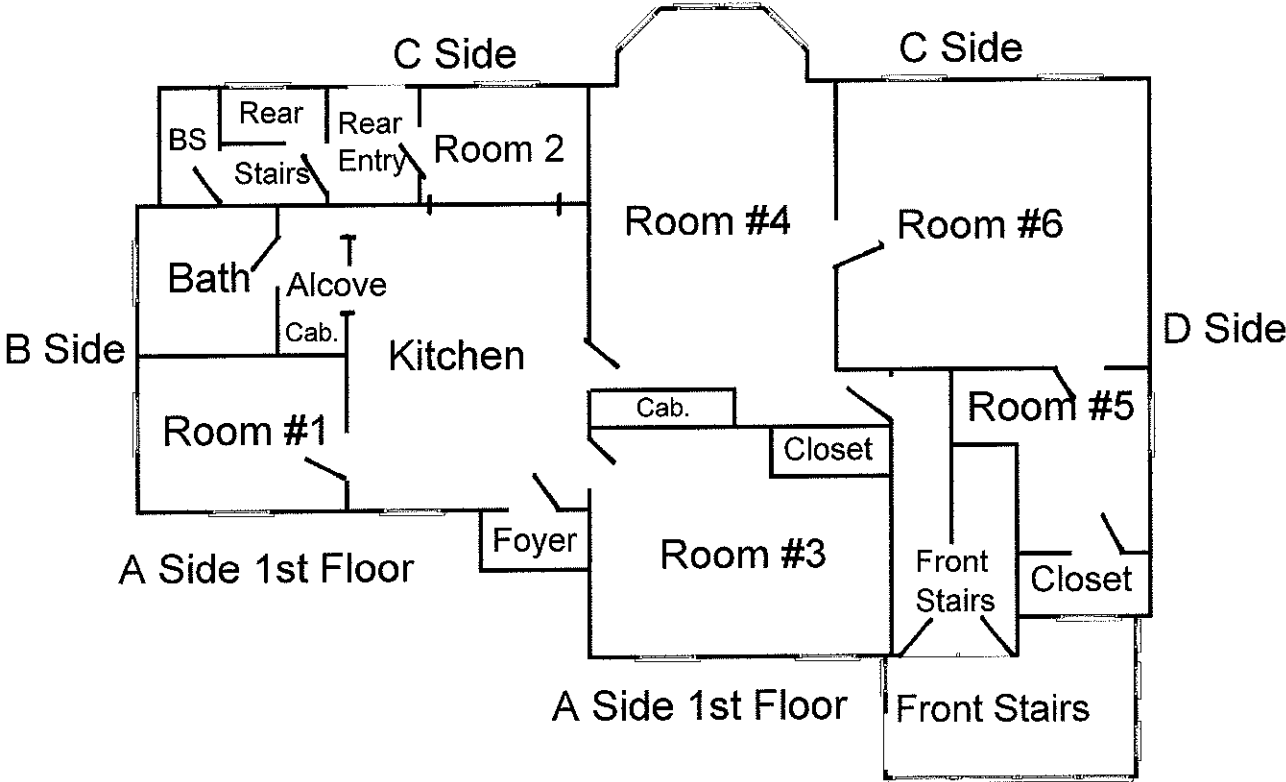 C Side
C Side
Rear
BS
Rear
Entry
Room 2
Stairs
Room #4
Room #6
Bath
Alcove
Cab.
B Side
Kitchen
D Side
Cab.
Room #5
Room #1
Closet
Foyer
Room #3
A Side 1st Floor
Front
Stairs
Closet
A Side 1st Floor
Front Stairs